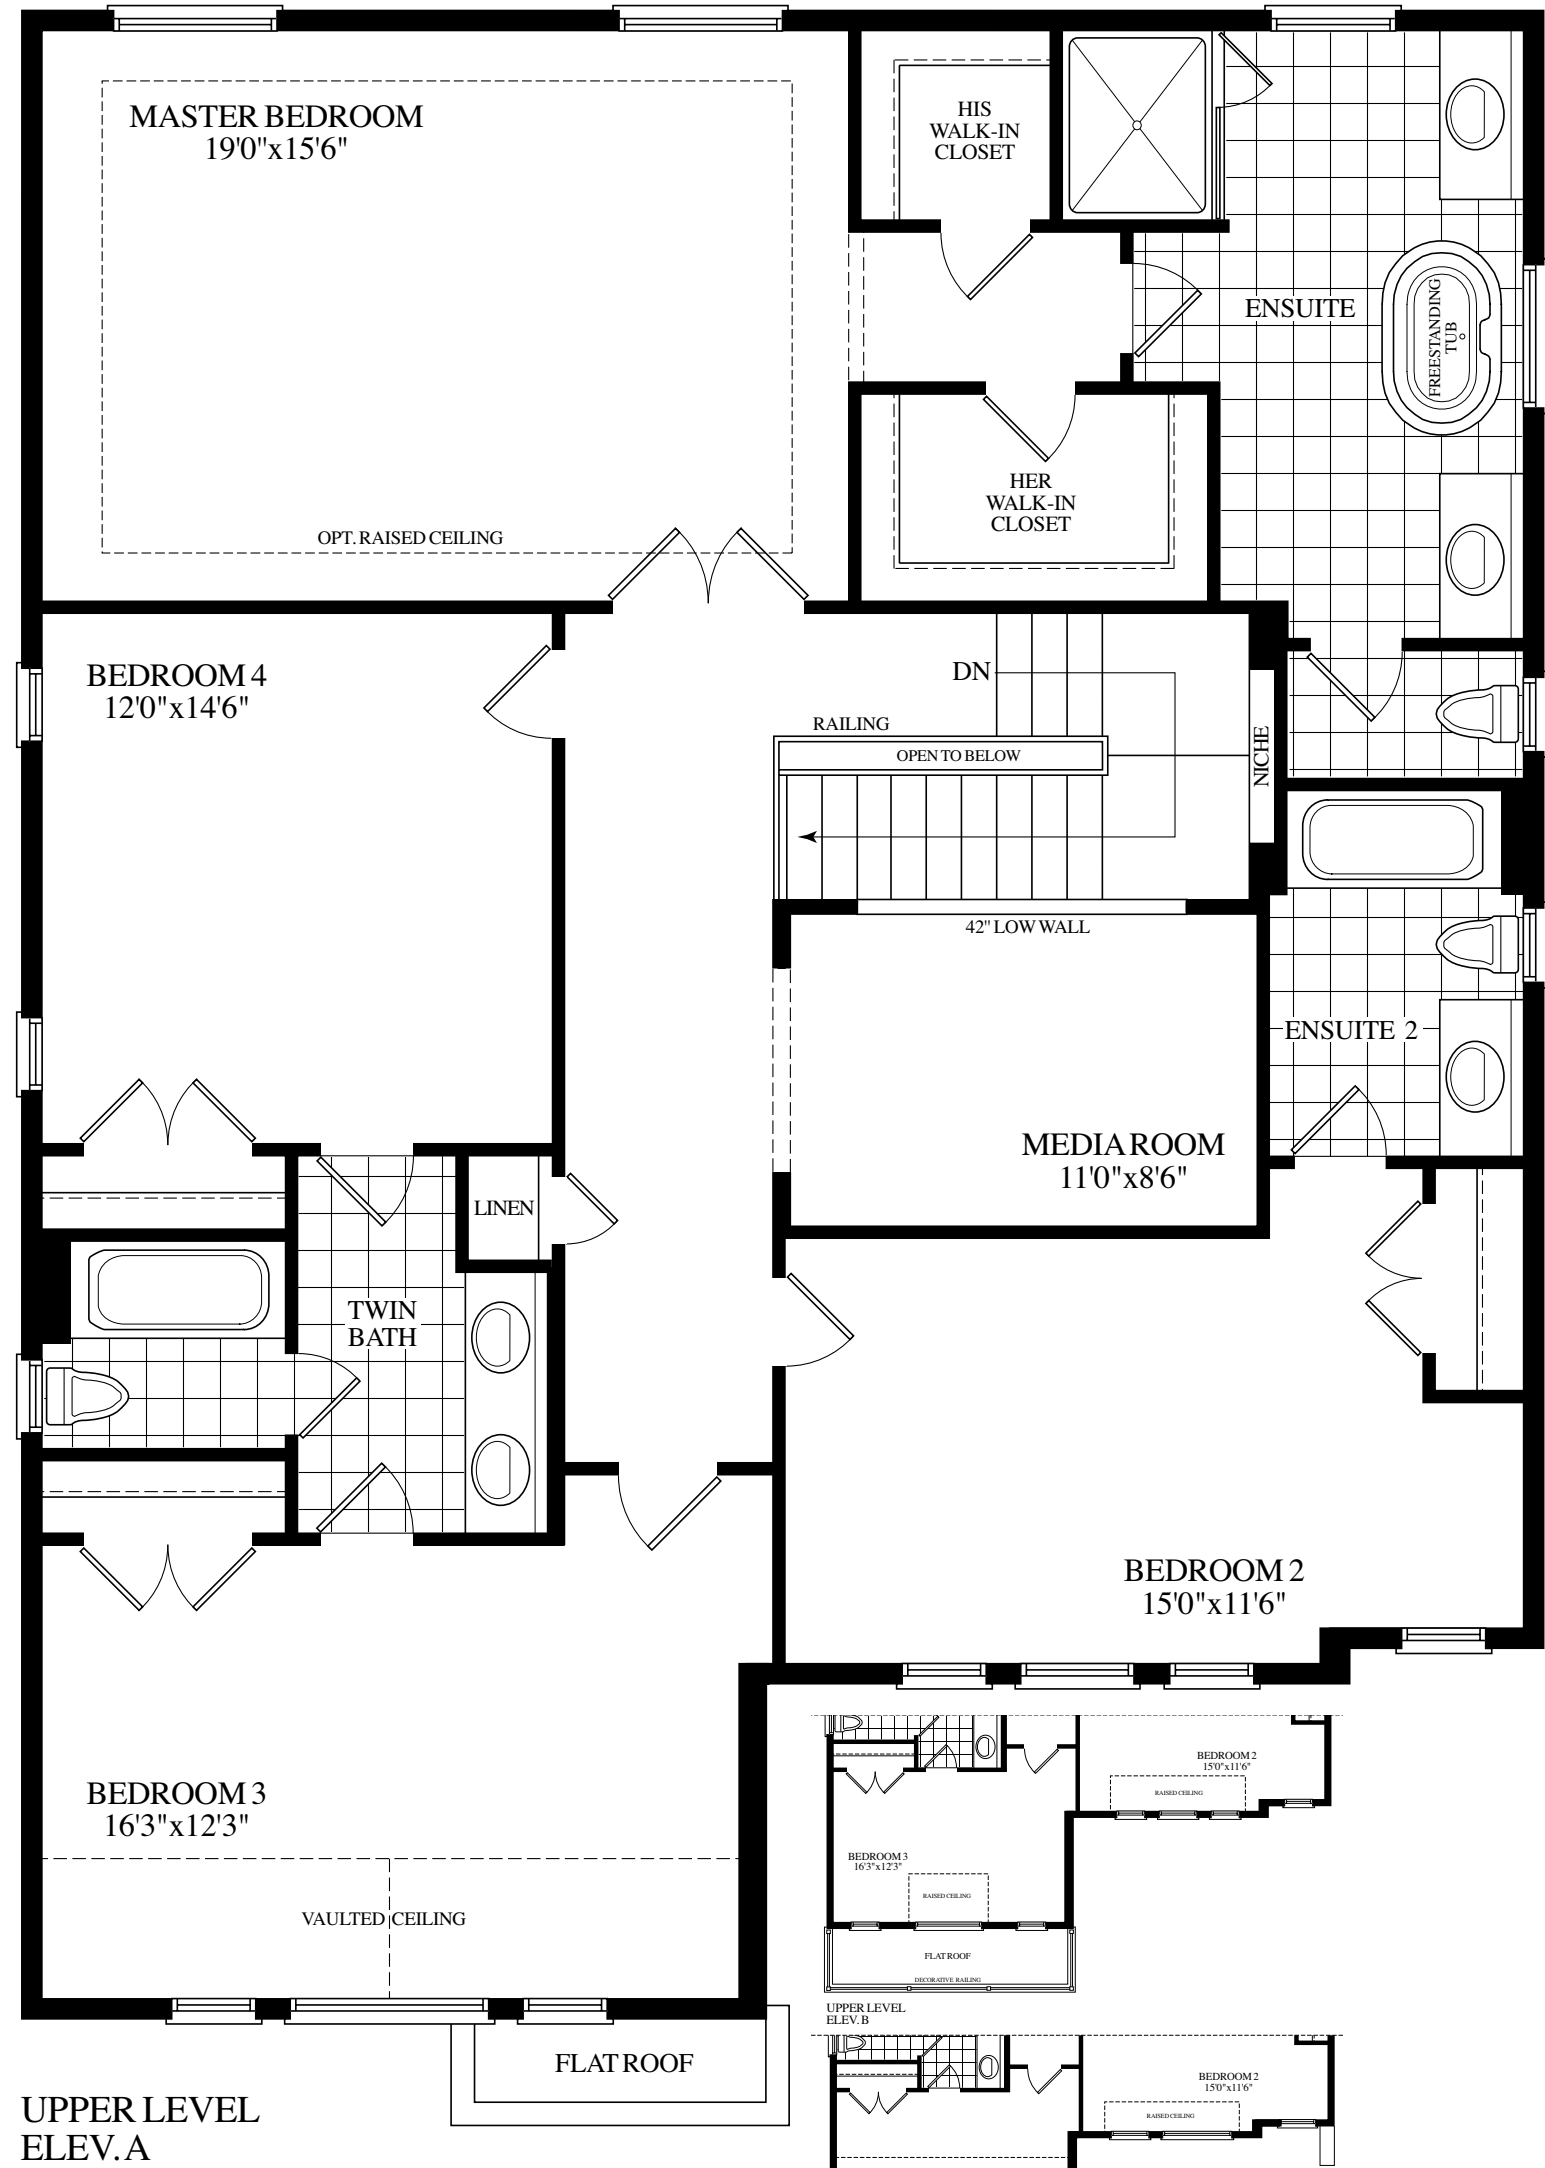 MASTER BEDROOM
19'0"x15'6"
HIS
WALK-IN
CLOSET
ENSUITE
FREESTANDING
TUB
HER
WALK-IN
CLOSET
OPT. RAISED CEILING
BEDROOM 4
12'0"x14'6"
DN
RAILING
OPEN TO BELOW
NICHE
42" LOW WALL
ENSUITE 2
MEDIA ROOM
11'0"x8'6"
LINEN
TWIN
BATH
BEDROOM 2
15'0"x11'6"
BEDROOM 3
16'3"x12'3"
VAULTED CEILING
FLAT ROOF
UPPER LEVEL
ELEV. A
BEDROOM 2
15'0"x11'6"
RAISED CEILING
BEDROOM 3
16'3"x12'3"
RAISED CEILING
FLAT ROOF
DECORATIVE RAILING
UPPER LEVEL
ELEV. B
BEDROOM 2
15'0"x11'6"
RAISED CEILING